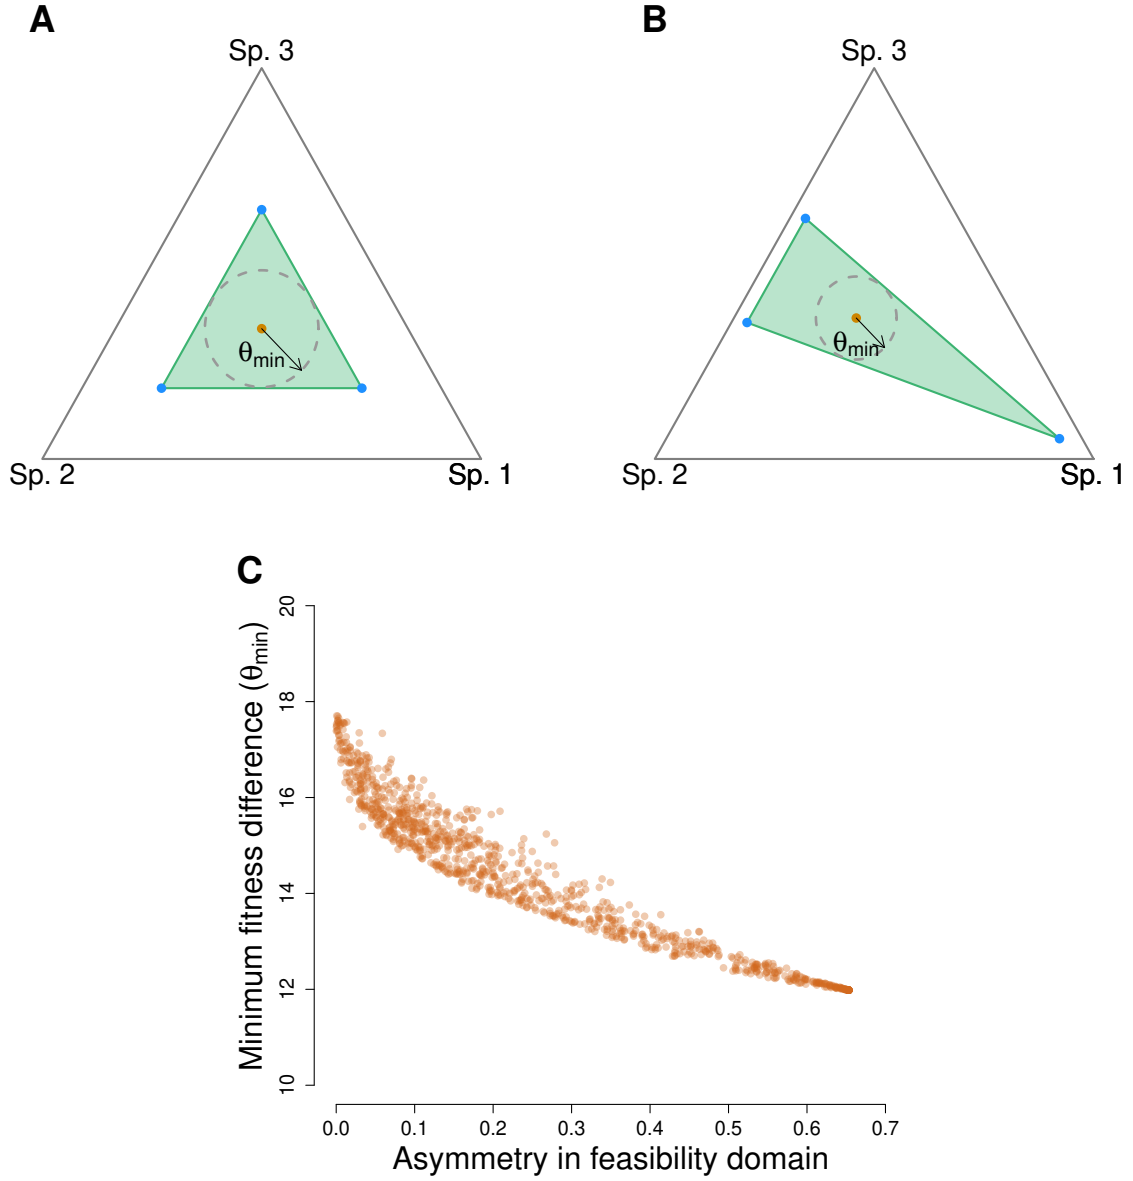 A
B
Sp. 3
Sp. 3
θmin
θmin
Sp. 2
Sp. 1
Sp. 2
Sp. 1
C
Minimum fitness difference (θmin)
20
18
16
14
12
10
0.0 0.1 0.2 0.3 0.4 0.5 0.6 0.7
Asymmetry in feasibility domain